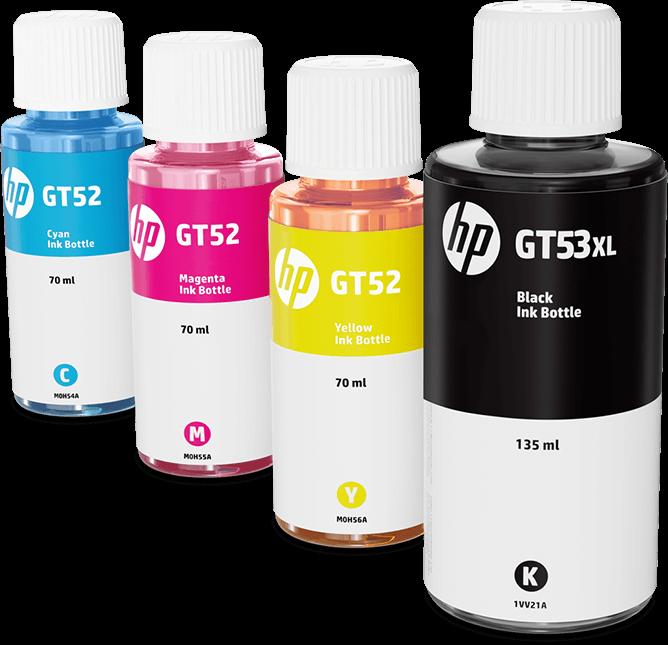 hp GT52
Cyan
Ink Bottle
70 ml
C
M0H54A
hp GT52
Magenta
Ink Bottle
70 ml
M
M0H55A
hp GT52
Yellow
Ink Bottle
70 ml
Y
M0H56A
hp GT53XL
Black
Ink Bottle
135 ml
K
1VV21A